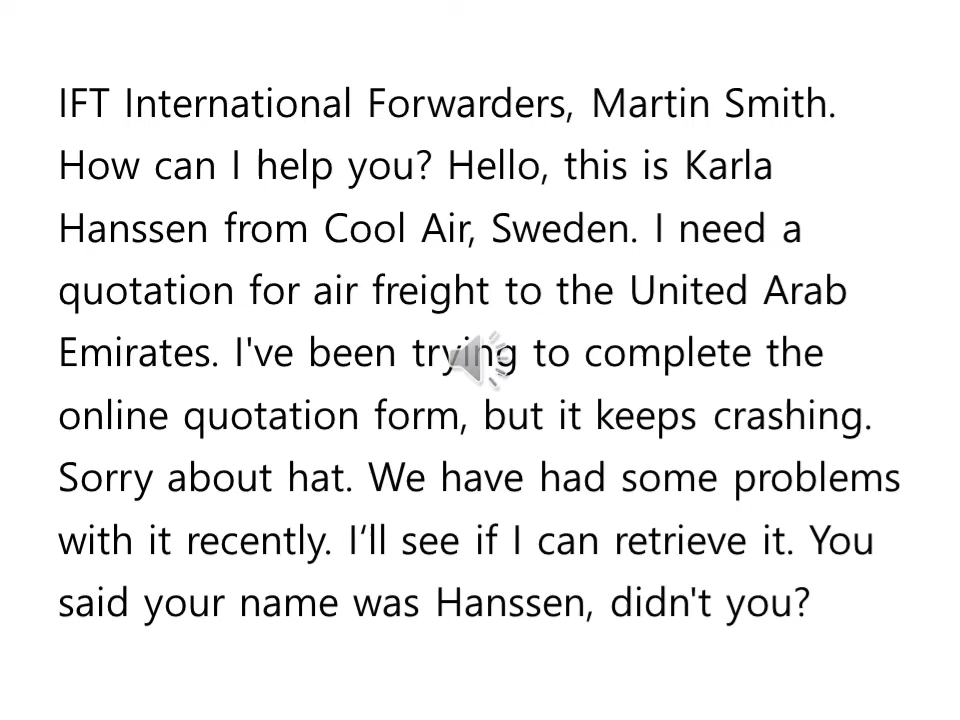 IFT International Forwarders, Martin Smith.
How can I help you? Hello, this is Karla
Hanssen from Cool Air, Sweden. I need a
quotation for air freight to the United Arab
Emirates. I've been trying to complete the
online quotation form, but it keeps crashing.
Sorry about hat. We have had some problems
with it recently. I‘ll see if I can retrieve it. You
said your name was Hanssen, didn't you?